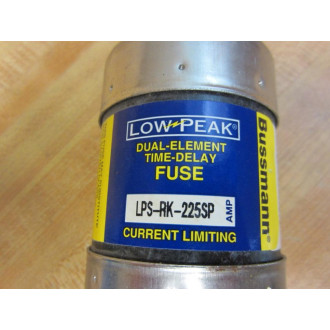 LOW-PEAK®
DUAL-ELEMENT
TIME-DELAY
FUSE
LPS-RK-225SP
AMP
CURRENT LIMITING
Bussmann